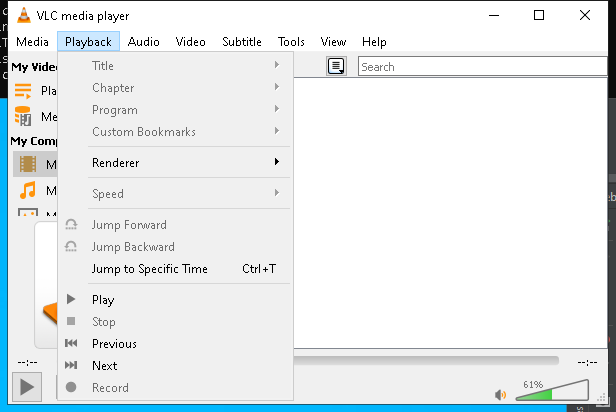 VLC media player
Media Playback Audio Video Subtitle Tools View Help
Search
My Vide
Pla
Me
My Comp
M
M
M
Title
Chapter
Program
Custom Bookmarks
Renderer
Speed
Jump Forward
Jump Backward
Jump to Specific Time Ctrl+T
Play
Stop
Previous
Next
Record
--:-- --:--
61%